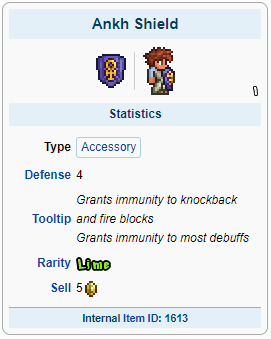 Ankh Shield
Statistics
Type Accessory
Defense 4
Grants immunity to knockback
Tooltip and fire blocks
Grants immunity to most debuffs
Rarity Lime
Sell 5
Internal Item ID: 1613